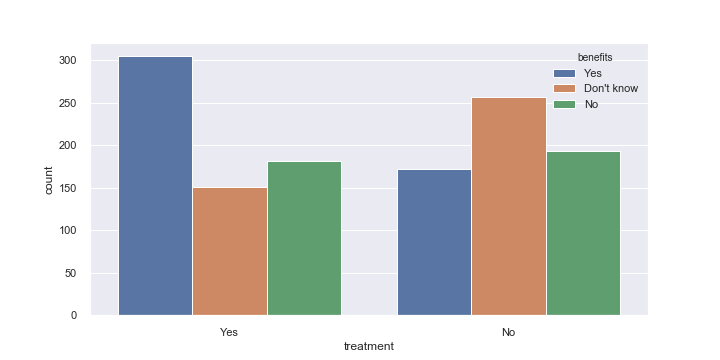 benefits
Yes
Don't know
No
300
250
200
150
100
50
0
count
Yes No
treatment